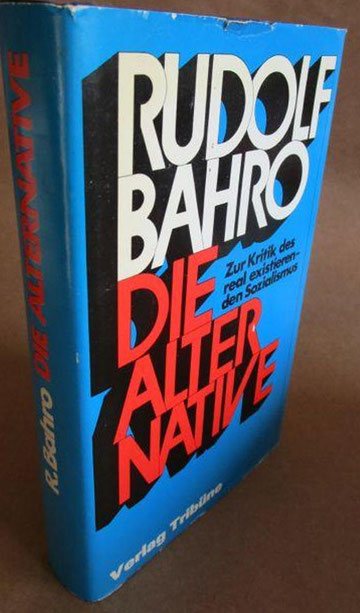 R. Bahro DIE ALTERNATIVE
RUDOLF
BAHRO
Zur Kritik des
real existieren-
den Sozialismus
DIE
ALTER
NATIVE
Verlag Tribüne